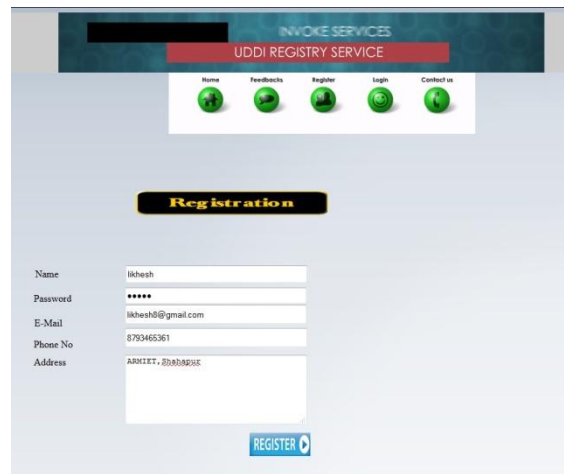 INVOKE SERVICES
UDDI REGISTRY SERVICE
Home Feedbacks Register Login Contact us
Registration
Name likhesh
Password •••••
E-Mail likhesh8@gmail.com
Phone No 8793465361
Address ARMIET,Shahapur
REGISTER